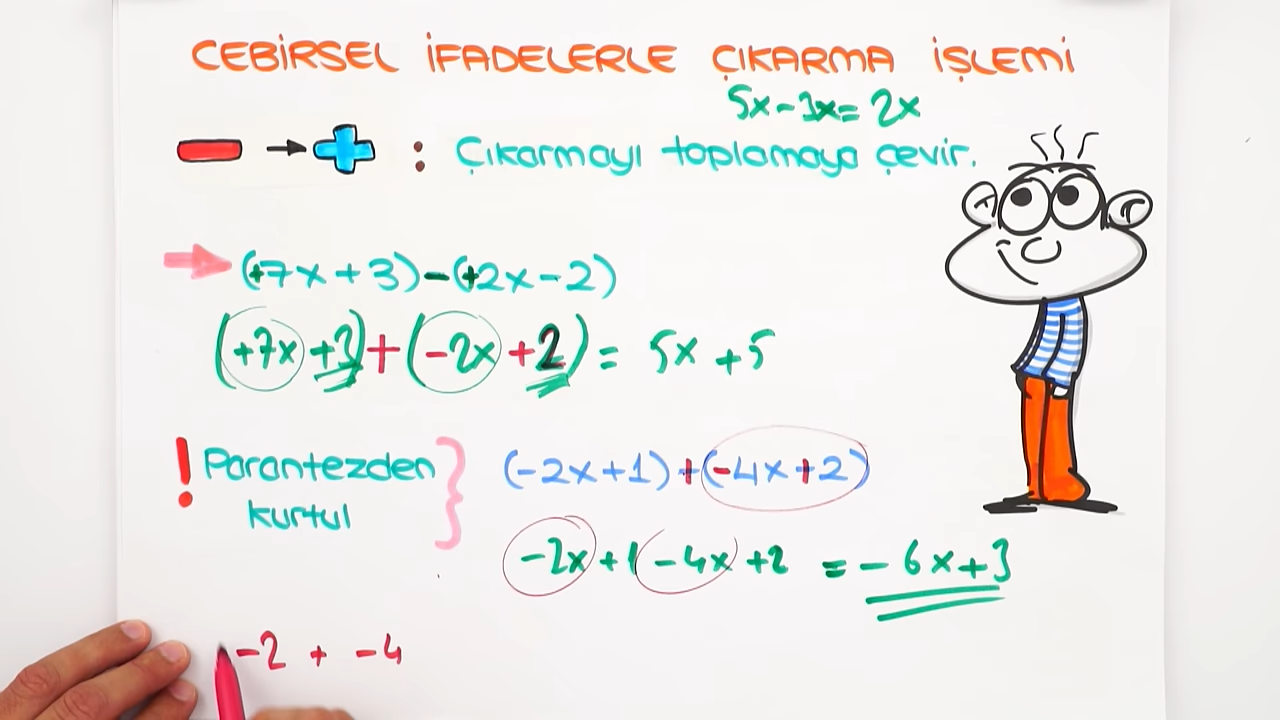 CEBİRSEL İFADELERLE ÇIKARMA İŞLEMİ
5x-3x=2x
- → + : Çıkarmayı toplamaya çevir.
(+7x+3)-(+2x-2)
(+7x+3)+(-2x+2)= 5x+5
! Parantezden
kurtul
(-2x+1)+(-4x+2)
-2x+1-4x+2 =-6x+3
-2 + -4